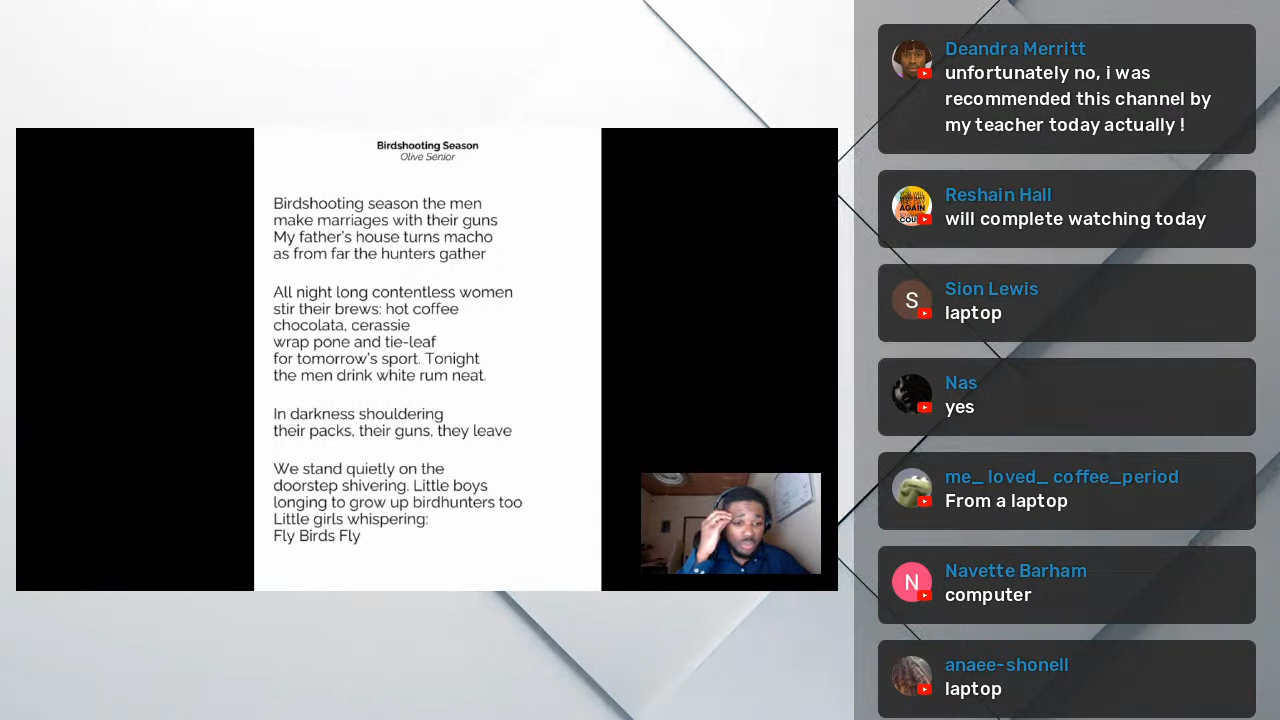 Birdshooting Season
Olive Senior
Birdshooting season the men
make marriages with their guns
My father's house turns macho
as from far the hunters gather
All night long contentless women
stir their brews: hot coffee
chocolata, cerassie
wrap pone and tie-leaf
for tomorrow's sport. Tonight
the men drink white rum neat.
In darkness shouldering
their packs, their guns, they leave
We stand quietly on the
doorstep shivering. Little boys
longing to grow up birdhunters too
Little girls whispering:
Fly Birds Fly
Deandra Merritt
unfortunately no, i was
recommended this channel by
my teacher today actually !
Reshain Hall
will complete watching today
S
Sion Lewis
laptop
Nas
yes
me_ loved_ coffee_period
From a laptop
N
Navette Barham
computer
anaee-shonell
laptop